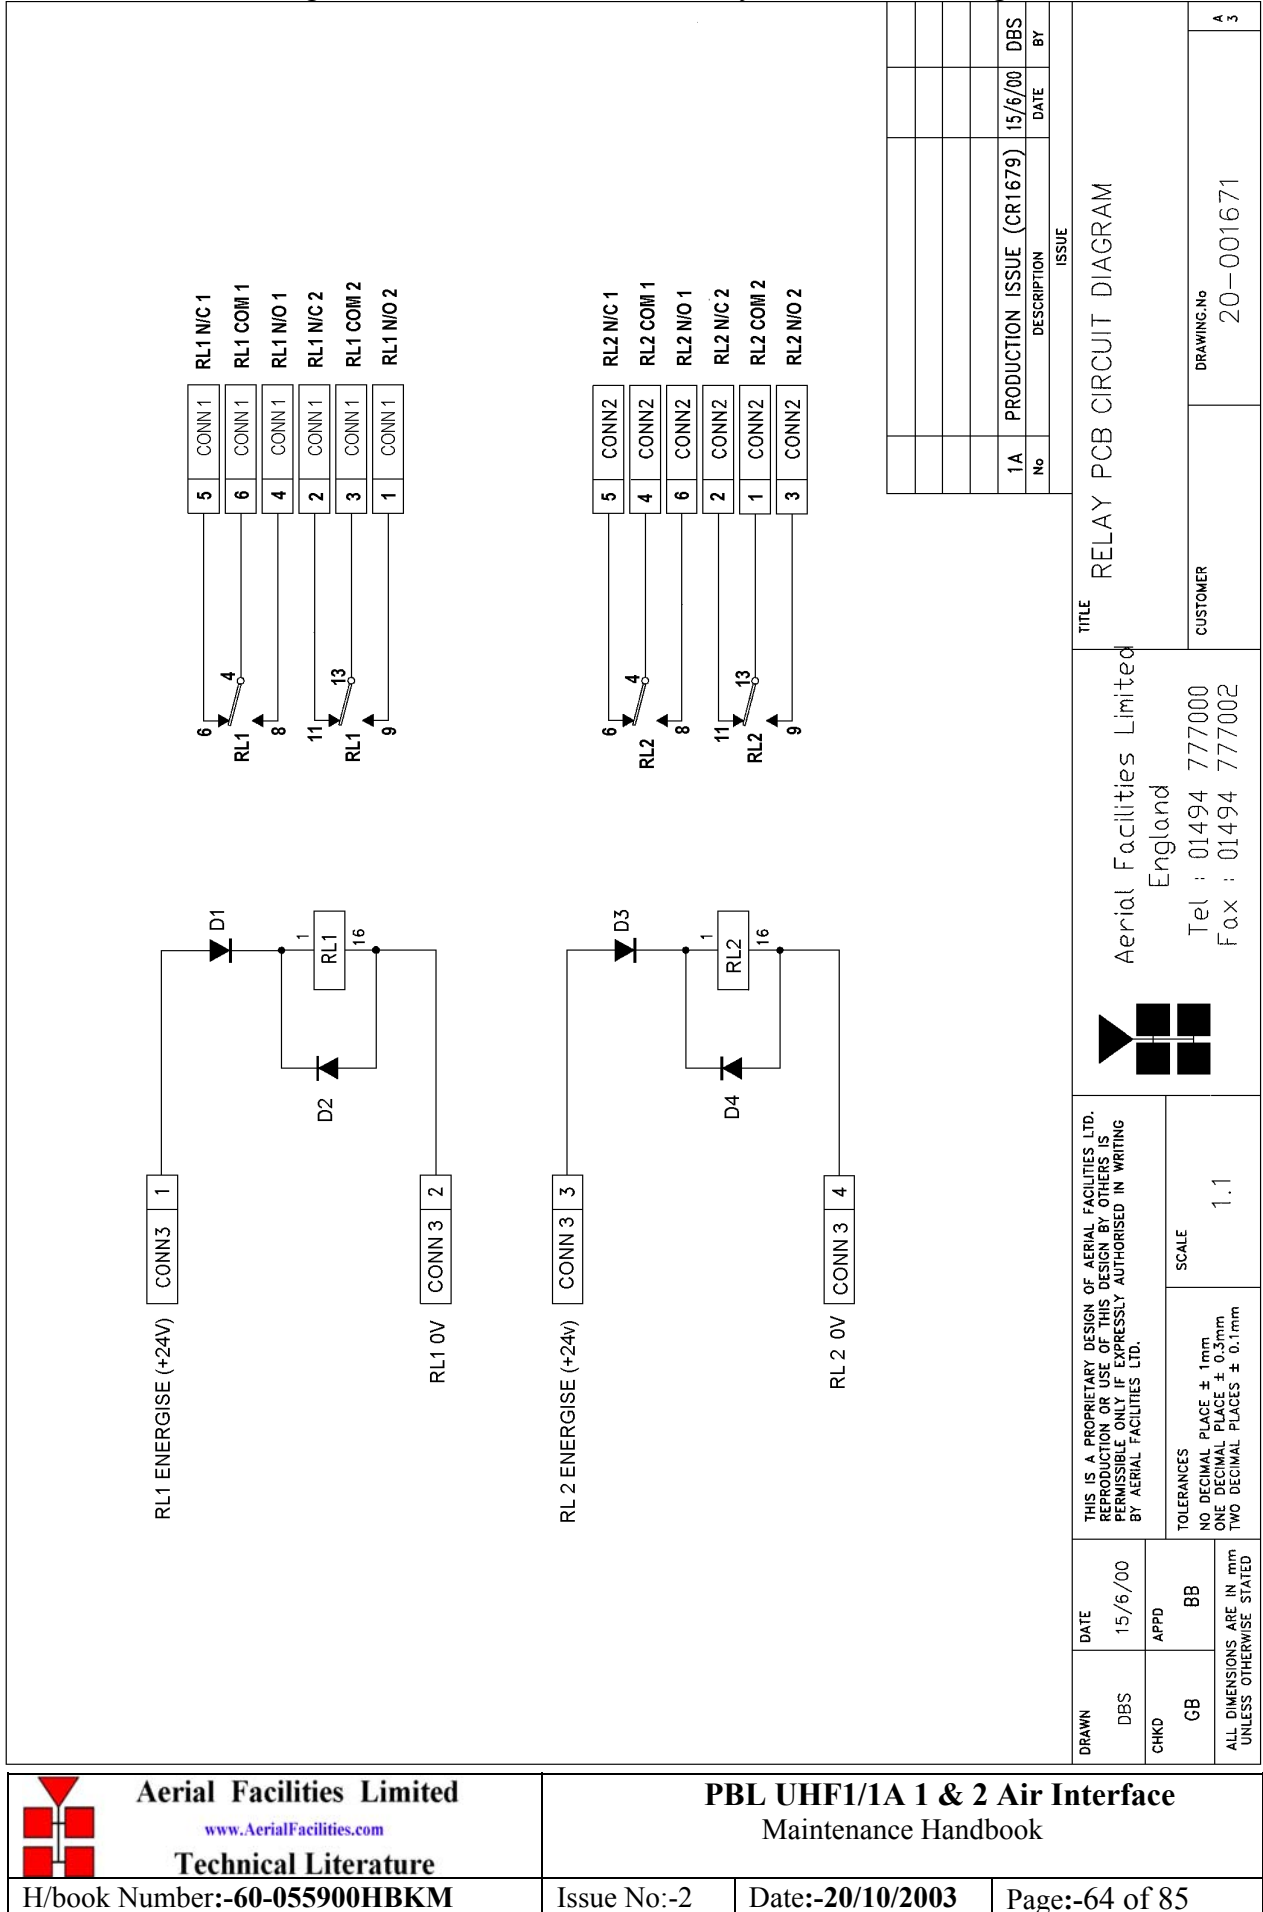 RL1 ENERGISE (+24V) CONN3 1
D1
D2
1 RL1 16
RL1 0V CONN 3 2
RL 2 ENERGISE (+24v) CONN 3 3
D3
D4
1 RL2 16
RL 2 0V CONN 3 4
6
4
RL1
8
11
13
RL1
9
5 CONN 1 RL1 N/C 1
6 CONN 1 RL1 COM 1
4 CONN 1 RL1 N/O 1
2 CONN 1 RL1 N/C 2
3 CONN 1 RL1 COM 2
1 CONN 1 RL1 N/O 2
6
4
RL2
8
11
13
RL2
9
5 CONN2 RL2 N/C 1
4 CONN2 RL2 COM 1
6 CONN2 RL2 N/O 1
2 CONN2 RL2 N/C 2
1 CONN2 RL2 COM 2
3 CONN2 RL2 N/O 2
1A PRODUCTION ISSUE (CR1679) 15/6/00 DBS
No DESCRIPTION DATE BY
ISSUE
DRAWN
DBS
DATE
15/6/00
CHKD
GB
APPD
BB
ALL DIMENSIONS ARE IN mm
UNLESS OTHERWISE STATED
THIS IS A PROPRIETARY DESIGN OF AERIAL FACILITIES LTD.
REPRODUCTION OR USE OF THIS DESIGN BY OTHERS IS
PERMISSIBLE ONLY IF EXPRESSLY AUTHORISED IN WRITING
BY AERIAL FACILITIES LTD.
TOLERANCES
NO DECIMAL PLACE ± 1mm
ONE DECIMAL PLACE ± 0.3mm
TWO DECIMAL PLACES ± 0.1mm
SCALE
1.1
Aerial Facilities Limited
England
Tel : 01494 777000
Fax : 01494 777002
TITLE
RELAY PCB CIRCUIT DIAGRAM
CUSTOMER
DRAWING.No
20-001671
A
3
Aerial Facilities Limited
www.AerialFacilities.com
Technical Literature
PBL UHF1/1A 1 & 2 Air Interface
Maintenance Handbook
H/book Number:-60-055900HBKM
Issue No:-2
Date:-20/10/2003
Page:-64 of 85